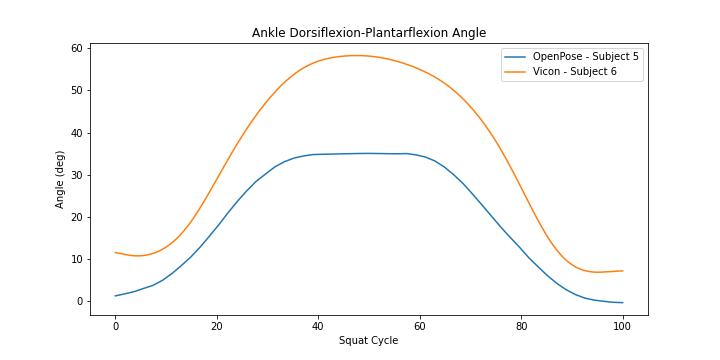 Ankle Dorsiflexion-Plantarflexion Angle
OpenPose - Subject 5
Vicon - Subject 6
Angle (deg)
60
50
40
30
20
10
0
0 20 40 60 80 100
Squat Cycle